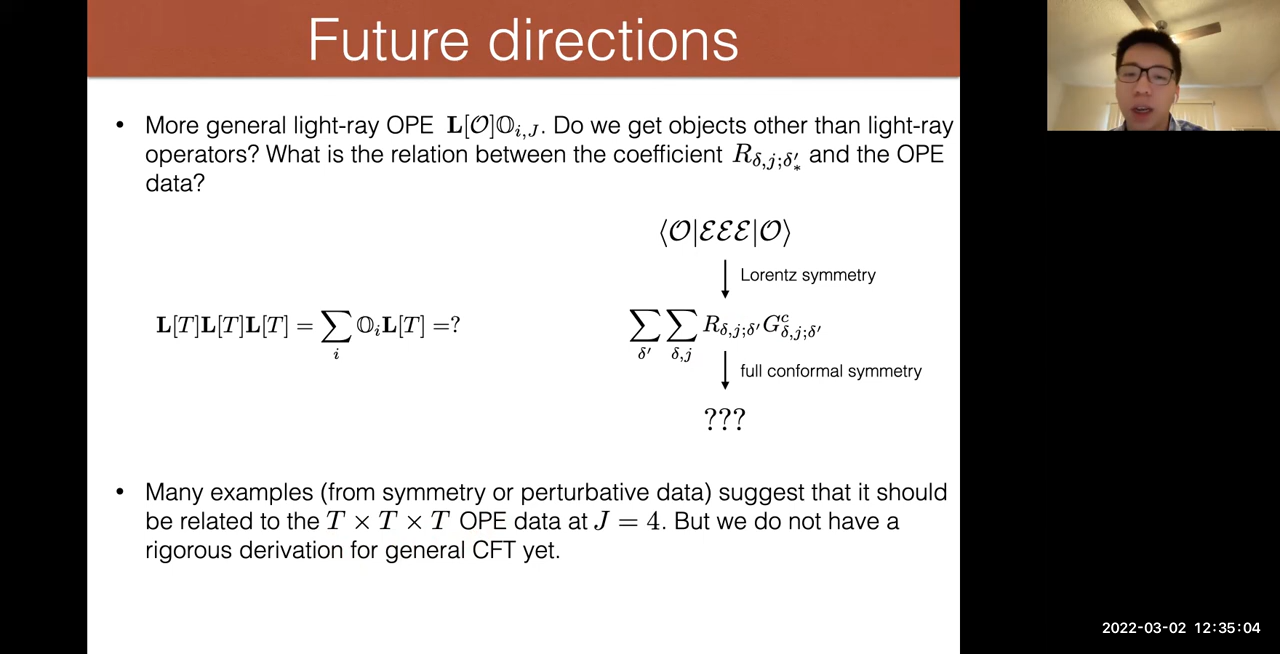 Future directions
• More general light-ray OPE L[𝒪]𝕆_{i,J}. Do we get objects other than light-ray
operators? What is the relation between the coefficient R_{δ,j;δ'_*} and the OPE
data?
⟨𝒪|ℰℰℰ|𝒪⟩
Lorentz symmetry
L[T]L[T]L[T] = ∑_i 𝕆_i L[T] =?
∑_{δ'} ∑_{δ,j} R_{δ,j;δ'} G^c_{δ,j;δ'}
full conformal symmetry
???
• Many examples (from symmetry or perturbative data) suggest that it should
be related to the T × T × T OPE data at J = 4. But we do not have a
rigorous derivation for general CFT yet.
2022-03-02 12:35:04